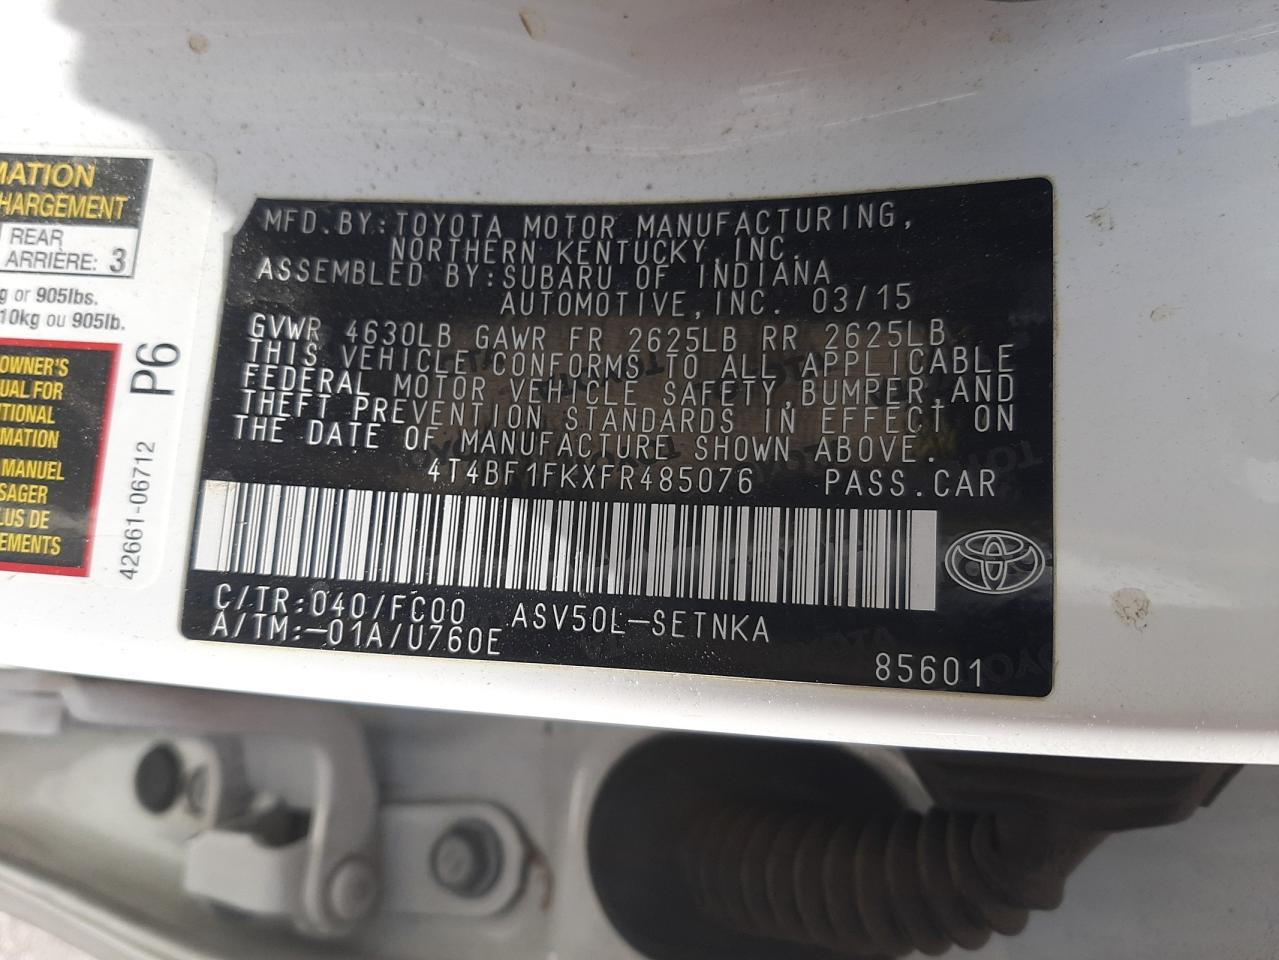 MATION
HARGEMENT
REAR
ARRIÈRE: 3
g or 905lbs.
10kg ou 905lb.
OWNER'S
UAL FOR
ITIONAL
RMATION
MANUEL
SAGER
LUS DE
EMENTS
P6
42661-06712
MFD.BY:TOYOTA MOTOR MANUFACTURING,
NORTHERN KENTUCKY,INC.
ASSEMBLED BY:SUBARU OF INDIANA
AUTOMOTIVE,INC. 03/15
GVWR 4630LB GAWR FR 2625LB RR 2625LB
THIS VEHICLE CONFORMS TO ALL APPLICABLE
FEDERAL MOTOR VEHICLE SAFETY,BUMPER,AND
THEFT PREVENTION STANDARDS IN EFFECT ON
THE DATE OF MANUFACTURE SHOWN ABOVE.
4T4BF1FKXFR485076 PASS.CAR
C/TR:040/FC00 ASV50L-SETNKA
A/TM:-01A/U760E
85601